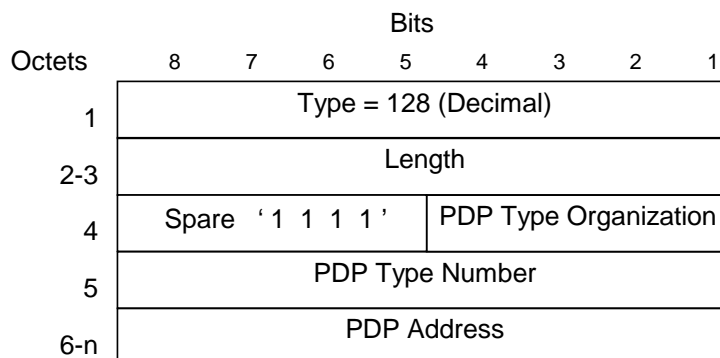 Bits
Octets 8 7 6 5 4 3 2 1
1 Type = 128 (Decimal)
2-3 Length
4 Spare ‘ 1 1 1 1 ’ PDP Type Organization
5 PDP Type Number
6-n PDP Address